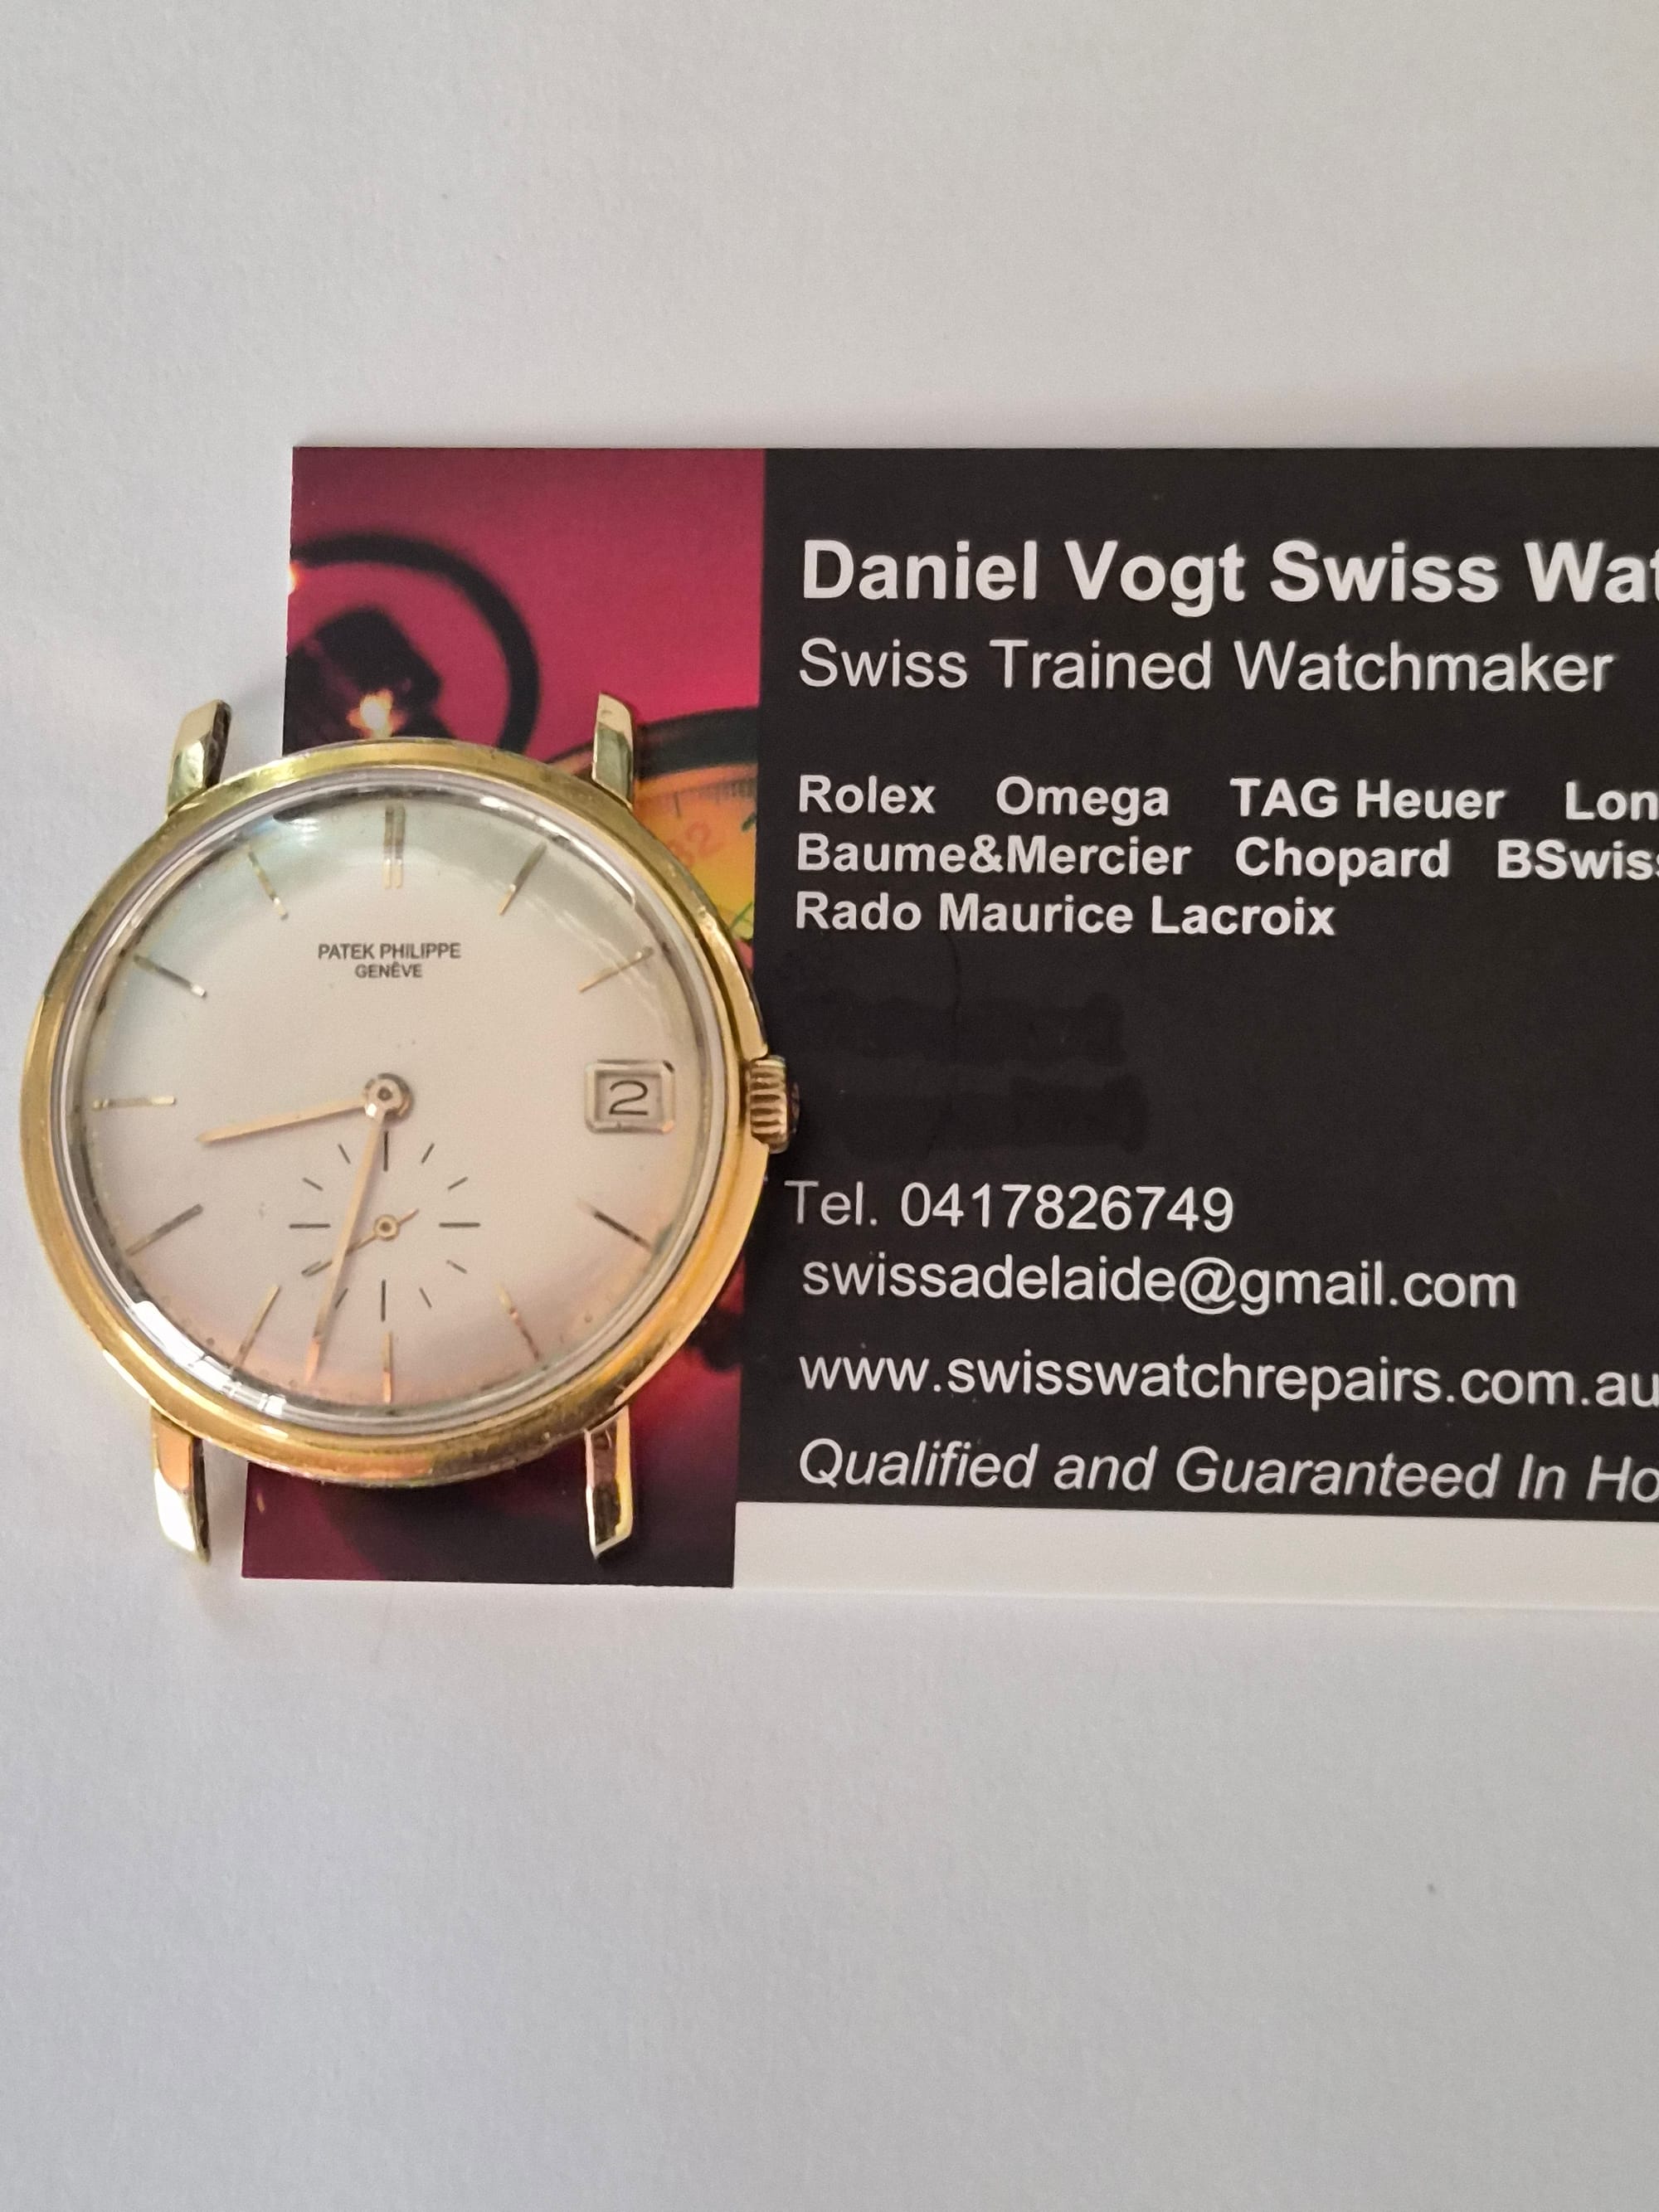 PATEK PHILIPPE
GENÈVE
2
Daniel Vogt Swiss Wat
Swiss Trained Watchmaker
Rolex Omega TAG Heuer Lon
Baume&Mercier Chopard BSwiss
Rado Maurice Lacroix
Tel. 0417826749
swissadelaide@gmail.com
www.swisswatchrepairs.com.au
Qualified and Guaranteed In Ho